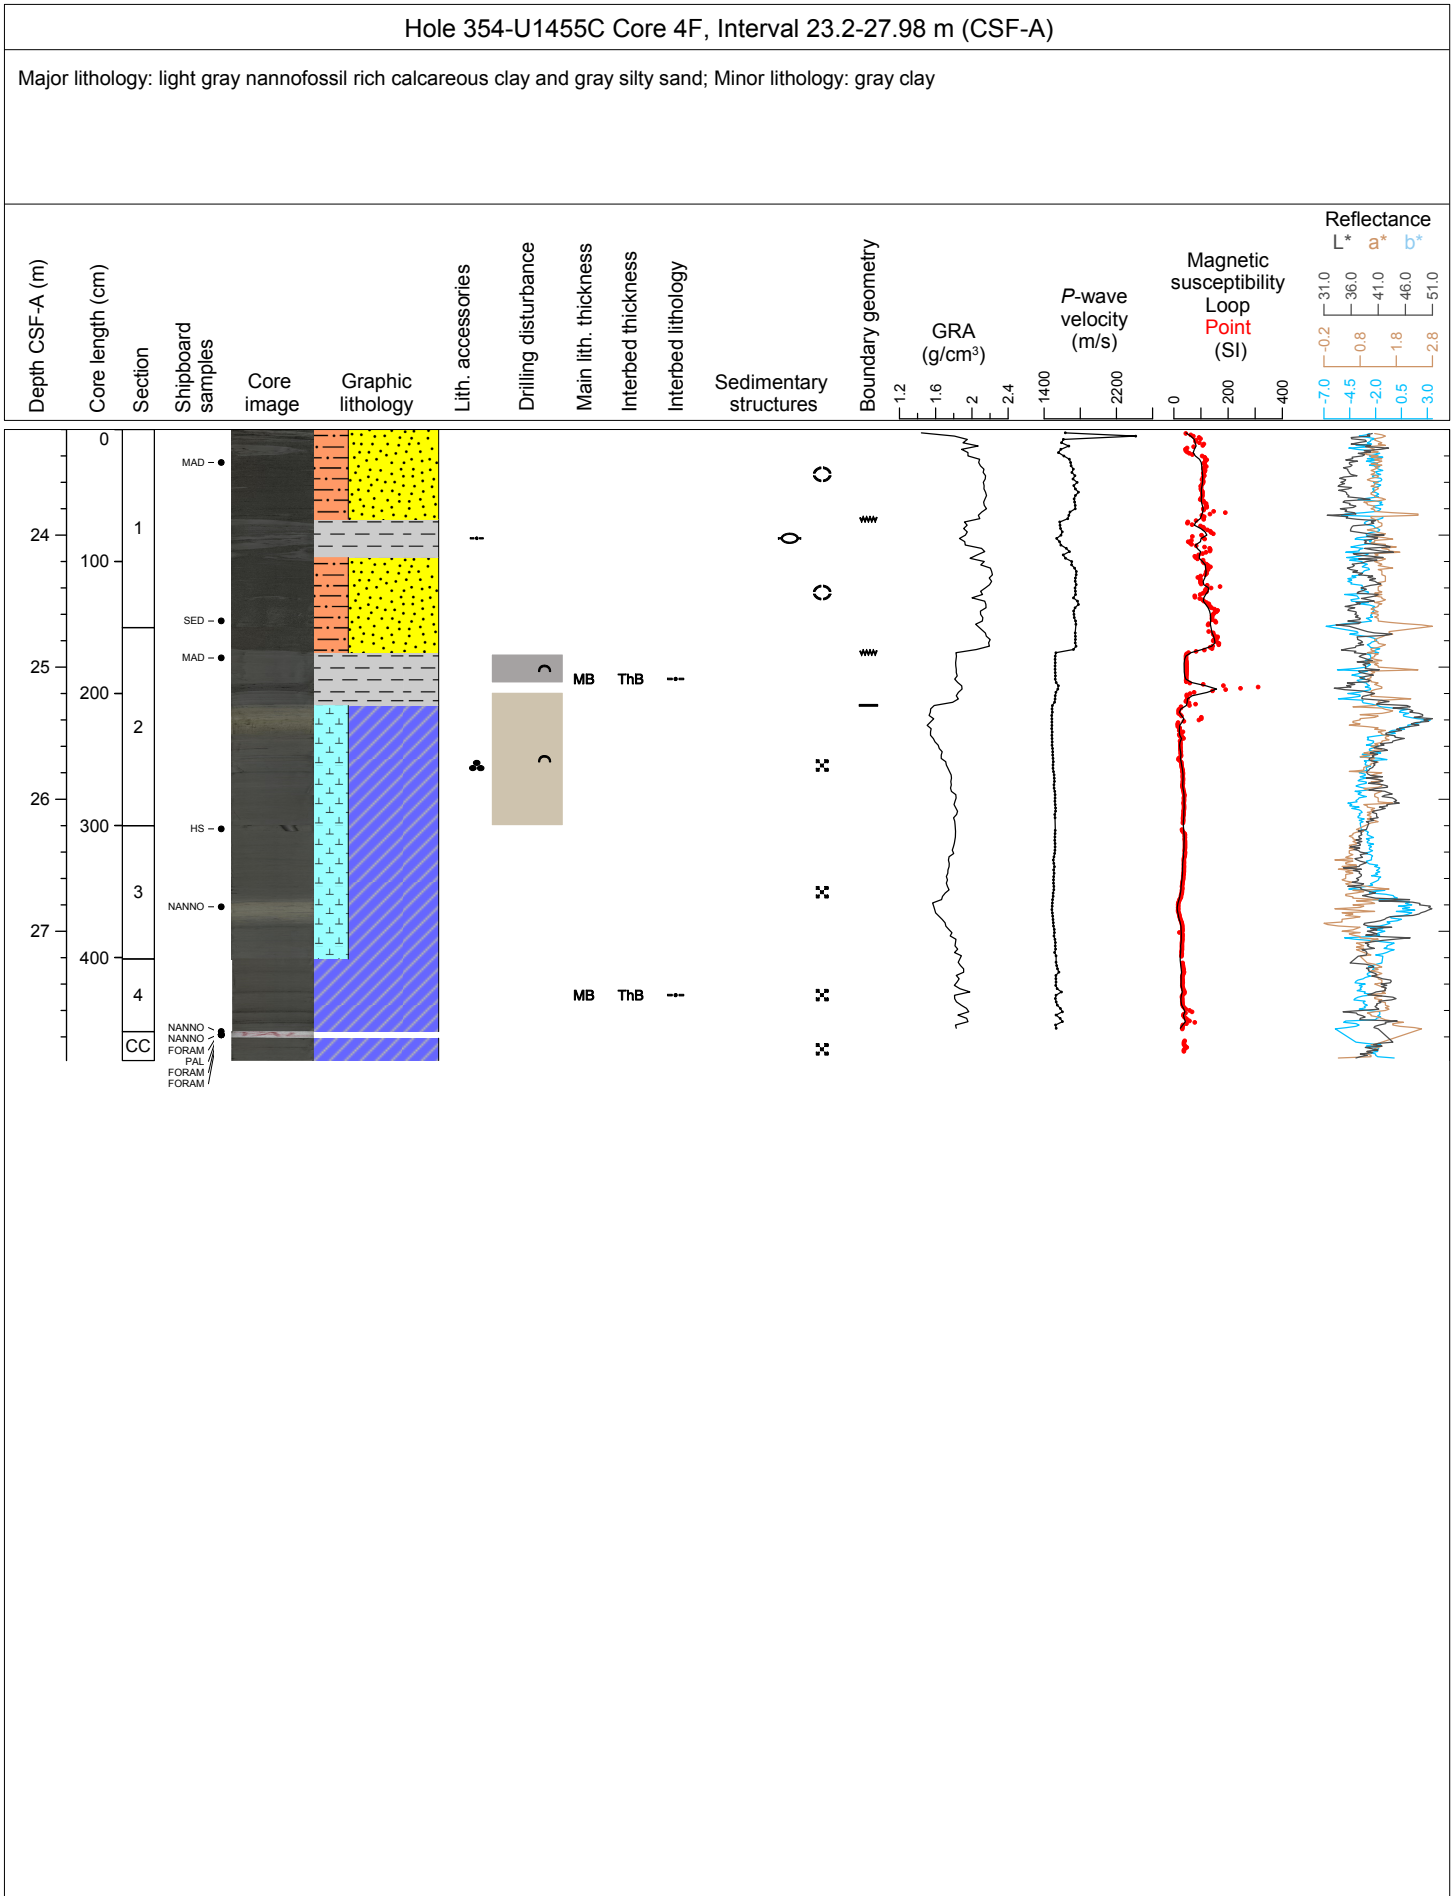 Hole 354-U1455C Core 4F, Interval 23.2-27.98 m (CSF-A)
Major lithology: light gray nannofossil rich calcareous clay and gray silty sand; Minor lithology: gray clay
Depth CSF-A (m)
Core length (cm)
Section
Shipboard
samples
Core
image
Graphic
lithology
Lith. accessories
Drilling disturbance
Main lith. thickness
Interbed thickness
Interbed lithology
Sedimentary
structures
Boundary geometry
GRA
(g/cm³)
1.2 1.6 2 2.4
P-wave
velocity
(m/s)
1400 2200
Magnetic
susceptibility
Loop
Point
(SI)
0 200 400
Reflectance
L* a* b*
31.0 36.0 41.0 46.0 51.0
-0.2 0.8 1.8 2.8
-7.0 -4.5 -2.0 0.5 3.0
0
MAD
24
1
100
SED
MAD
25
MB ThB
200
2
26
300
HS
3
NANNO
27
400
4
MB ThB
NANNO
NANNO
CC
FORAM
PAL
FORAM
FORAM